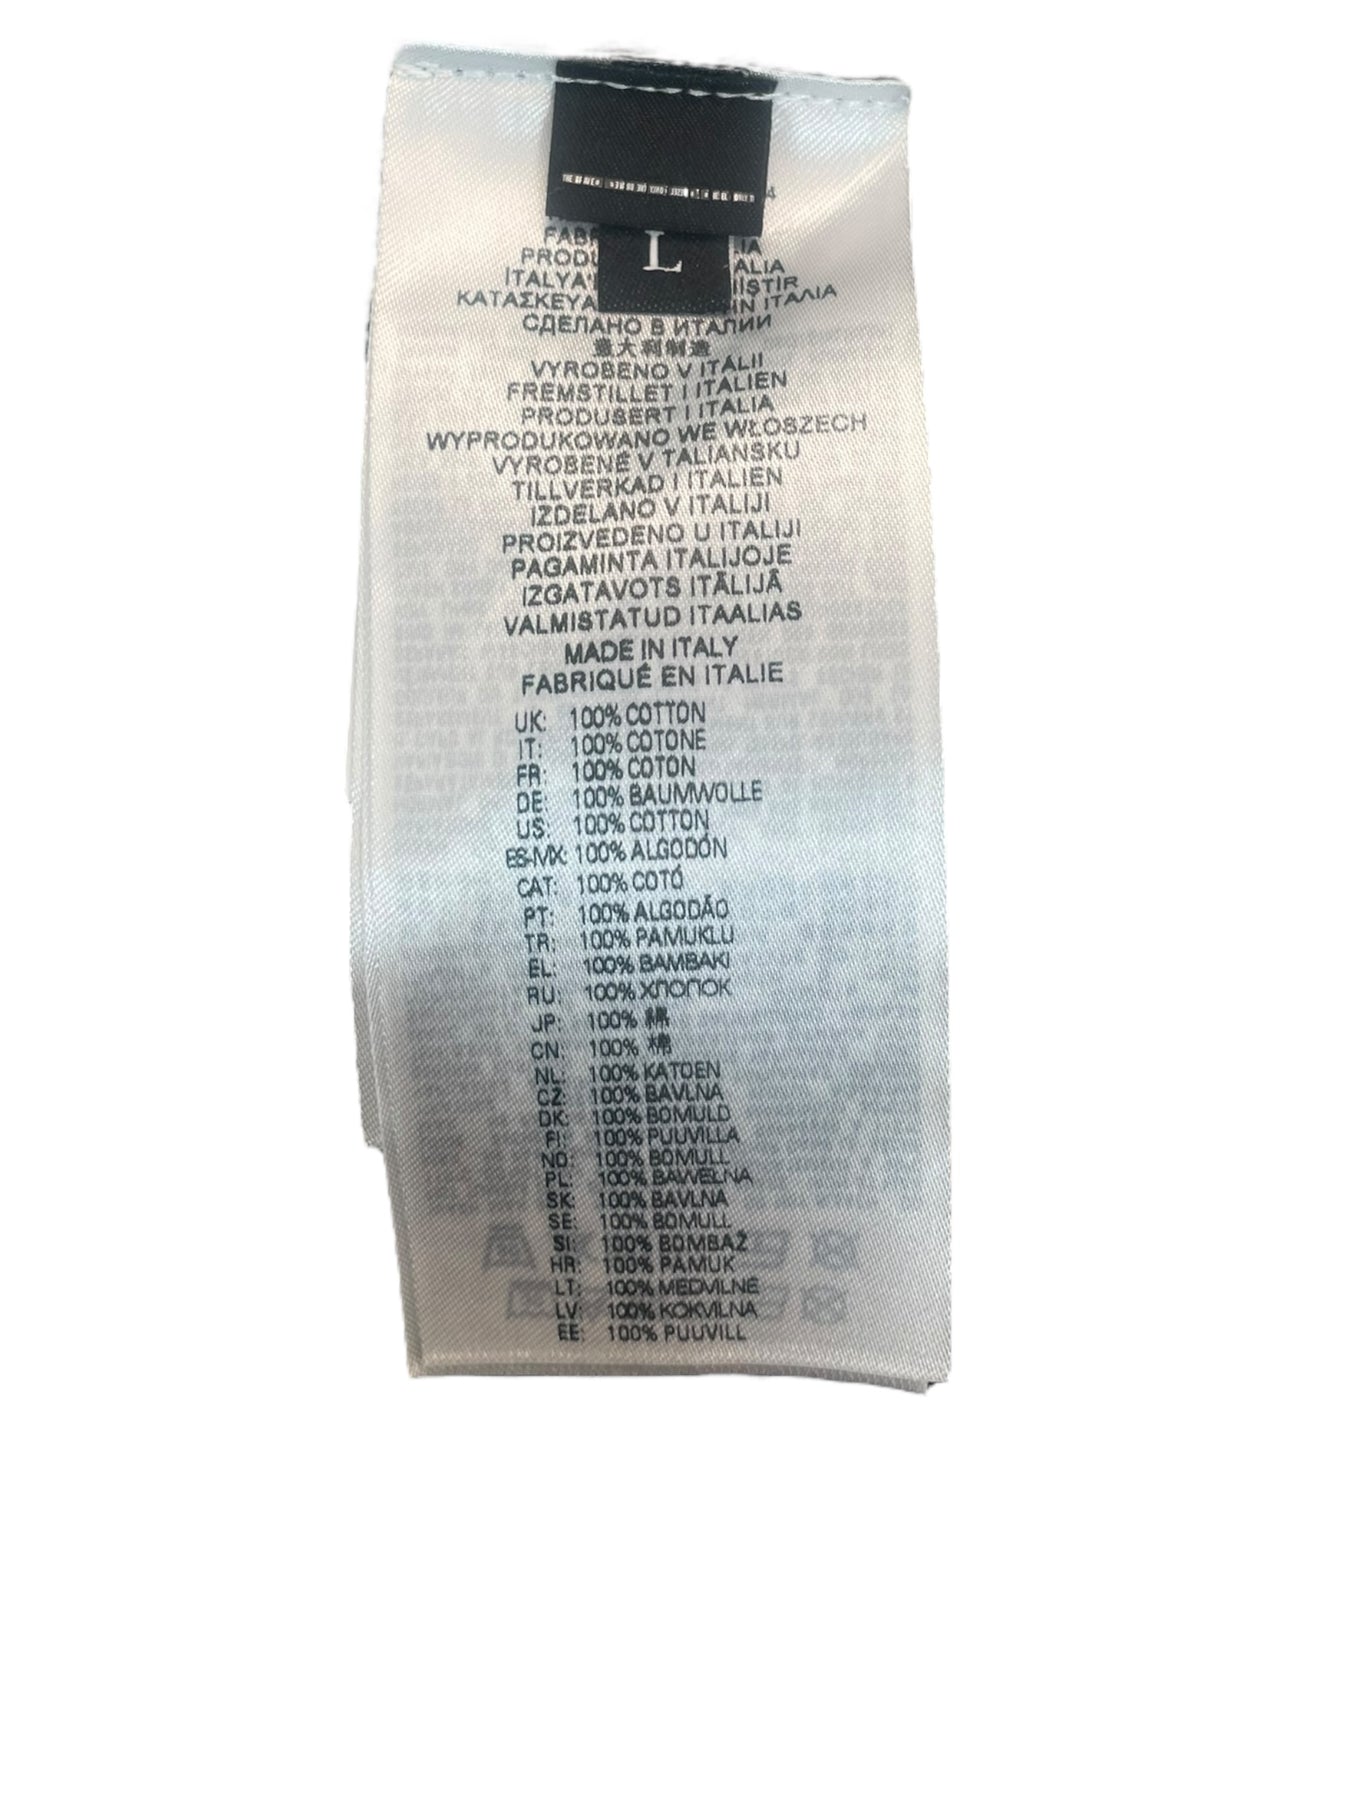 L
СДЕЛАНО В ИТАЛИИ
意大利制造
VYROBENO V ITÁLII
FREMSTILLET I ITALIEN
PRODUSERT I ITALIA
WYPRODUKOWANO WE WŁOSZECH
VYROBENÉ V TALIANSKU
TILLVERKAD I ITALIEN
IZDELANO V ITALIJI
PROIZVEDENO U ITALIJI
PAGAMINTA ITALIJOJE
IZGATAVOTS ITĀLIJĀ
VALMISTATUD ITAALIAS
MADE IN ITALY
FABRIQUÉ EN ITALIE
UK: 100% COTTON
IT: 100% COTONE
FR: 100% COTON
DE: 100% BAUMWOLLE
US: 100% COTTON
ES-MX: 100% ALGODÓN
CAT: 100% COTÓ
PT: 100% ALGODÃO
TR: 100% PAMUKLU
EL: 100% BAMBAKI
RU: 100% ХЛОПОК
JP: 100% 綿
CN: 100% 棉
NL: 100% KATOEN
CZ: 100% BAVLNA
DK: 100% BOMULD
FI: 100% PUUVILLA
NO: 100% BOMULL
PL: 100% BAWEŁNA
SK: 100% BAVLNA
SE: 100% BOMULL
SI: 100% BOMBAŽ
HR: 100% PAMUK
LT: 100% MEDVILNĖ
LV: 100% KOKVILNA
EE: 100% PUUVILL